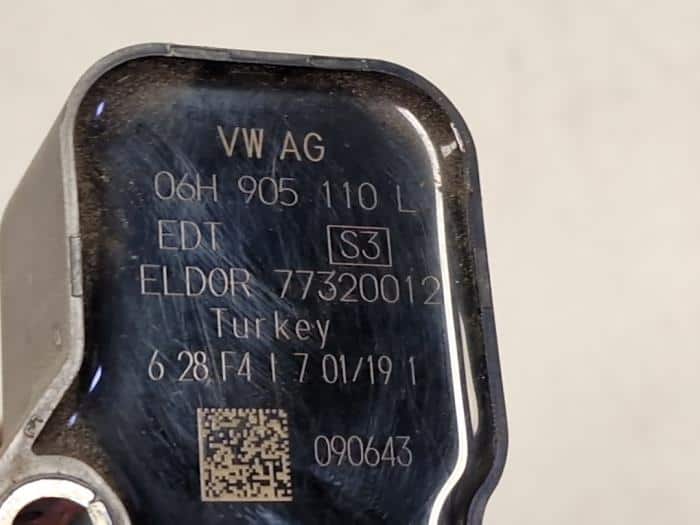 VW AG
06H 905 110 L
EDT S3
ELDOR 77320012
Turkey
6 28 F4 1 7 01/19 1
090643